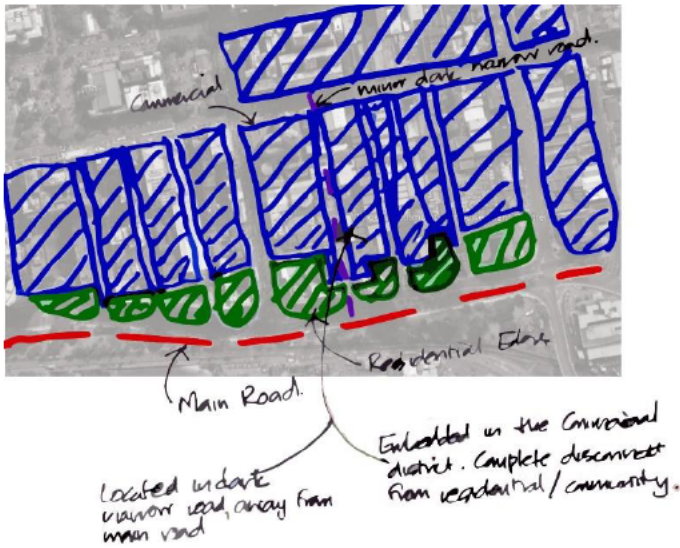 minor dark narrow road.
Commercial
Residential Edge
Main Road.
Located in dark
narrow road, away from
main road
Embedded in the Commercial
district. Complete disconnect
from residential/community.